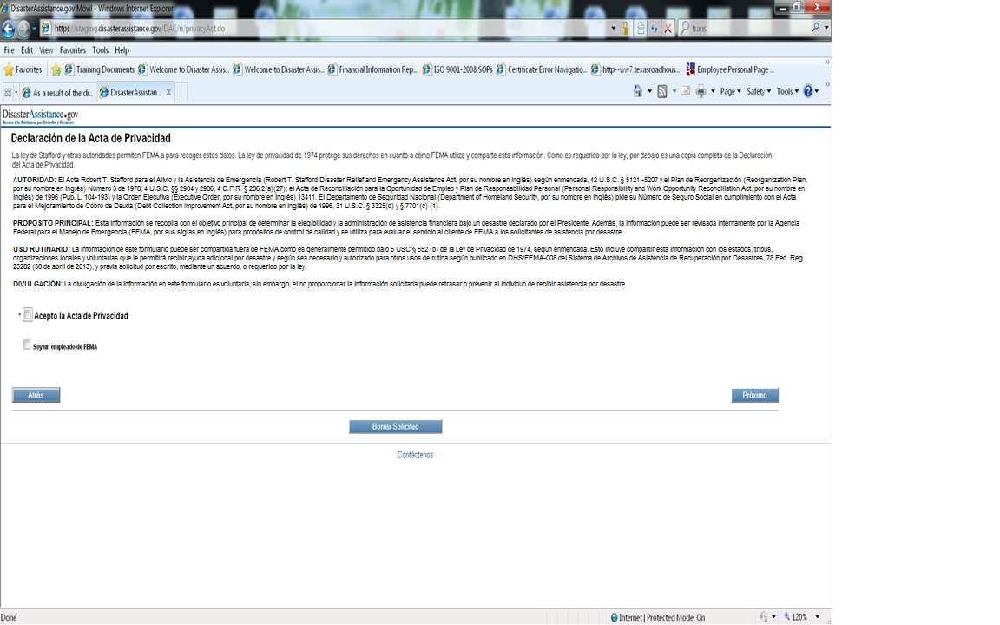 DisasterAssistance.gov Móvil - Windows Internet Explorer
https://staging.disasterassistance.gov/DAC/ri/privacyAct.do
trans
File Edit View Favorites Tools Help
Favorites Training Documents Welcome to Disaster Assis... Welcome to Disaster Assis... Financial Information Rep... ISO 9001-2008 SOPs Certificate Error Navigatio... http--ww7.texasroadhous... Employee Personal Page ...
As a result of the di... DisasterAssistan... X Page Safety Tools
DisasterAssistance.gov
Acceso a la Asistencia por Desastre y Recursos
Declaración de la Acta de Privacidad
La ley de Stafford y otras autoridades permiten FEMA a para recoger estos datos. La ley de privacidad de 1974 protege sus derechos en cuanto a cómo FEMA utiliza y comparte esta información. Como es requerido por la ley, por debajo es una copia completa de la Declaración
del Acta de Privacidad.
AUTORIDAD: El Acta Robert T. Stafford para el Alivio y la Asistencia de Emergencia (Robert T. Stafford Disaster Relief and Emergency Assistance Act, por su nombre en inglés) según enmendada, 42 U.S.C. § 5121 -5207 y el Plan de Reorganización (Reorganization Plan,
por su nombre en inglés) Número 3 de 1978; 4 U.S.C. §§ 2904 y 2906; 4 C.F.R. § 206.2(a)(27); el Acta de Reconciliación para la Oportunidad de Empleo y Plan de Responsabilidad Personal (Personal Responsibility and Work Opportunity Reconciliation Act, por su nombre en
inglés) de 1996 (Pub. L. 104-193) y la Orden Ejecutiva (Executive Order, por su nombre en inglés) 13411. El Departamento de Seguridad Nacional (Department of Homeland Security, por su nombre en inglés) pide su Número de Seguro Social en cumplimiento con el Acta
para el Mejoramiento de Cobro de Deuda (Debt Collection Improvement Act, por su nombre en inglés) de 1996, 31 U.S.C. § 3325(d) y § 7701(c) (1).
PROPÓSITO PRINCIPAL: Esta información se recopila con el objetivo principal de determinar la elegibilidad y la administración de asistencia financiera bajo un desastre declarado por el Presidente. Además, la información puede ser revisada internamente por la Agencia
Federal para el Manejo de Emergencia (FEMA, por sus siglas en inglés) para propósitos de control de calidad y se utiliza para evaluar el servicio al cliente de FEMA a los solicitantes de asistencia por desastre.
USO RUTINARIO: La información de este formulario puede ser compartida fuera de FEMA como es generalmente permitido bajo 5 USC § 552 (b) de la Ley de Privacidad de 1974, según enmendada. Esto incluye compartir esta información con los estados, tribus,
organizaciones locales y voluntarias que le permitirá recibir ayuda adicional por desastre y según sea necesario y autorizado para otros usos de rutina según publicado en DHS/FEMA-008 del Sistema de Archivos de Asistencia de Recuperación por Desastres, 78 Fed. Reg.
25282 (30 de abril de 2013), y previa solicitud por escrito, mediante un acuerdo, o requerido por la ley.
DIVULGACIÓN: La divulgación de la información en este formulario es voluntaria, sin embargo, el no proporcionar la información solicitada puede retrasar o prevenir al individuo de recibir asistencia por desastre.
* Acepto la Acta de Privacidad
Soy un empleado de FEMA
Atrás Próximo
Borrar Solicitud
Contáctenos
Done Internet | Protected Mode: On 120%